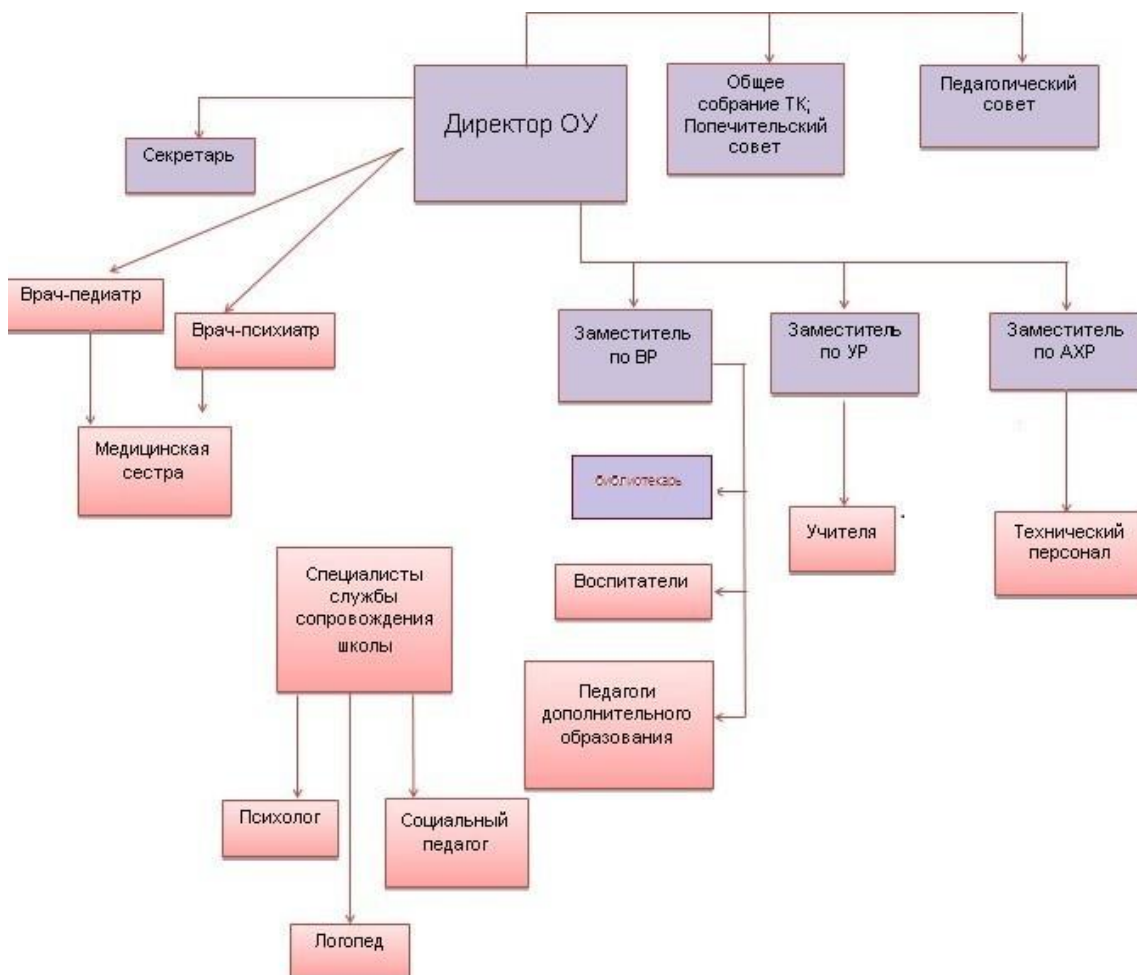 Директор ОУ
Общее
собрание ТК;
Попечительский
совет
Педагогический
совет
Секретарь
Врач-педиатр
Врач-психиатр
Медицинская
сестра
Заместитель
по ВР
Заместитель
по УР
Заместитель
по АХР
библиотекарь
Воспитатели
Педагоги
дополнительного
образования
Учителя
Технический
персонал
Специалисты
службы
сопровождения
школы
Психолог
Социальный
педагог
Логопед